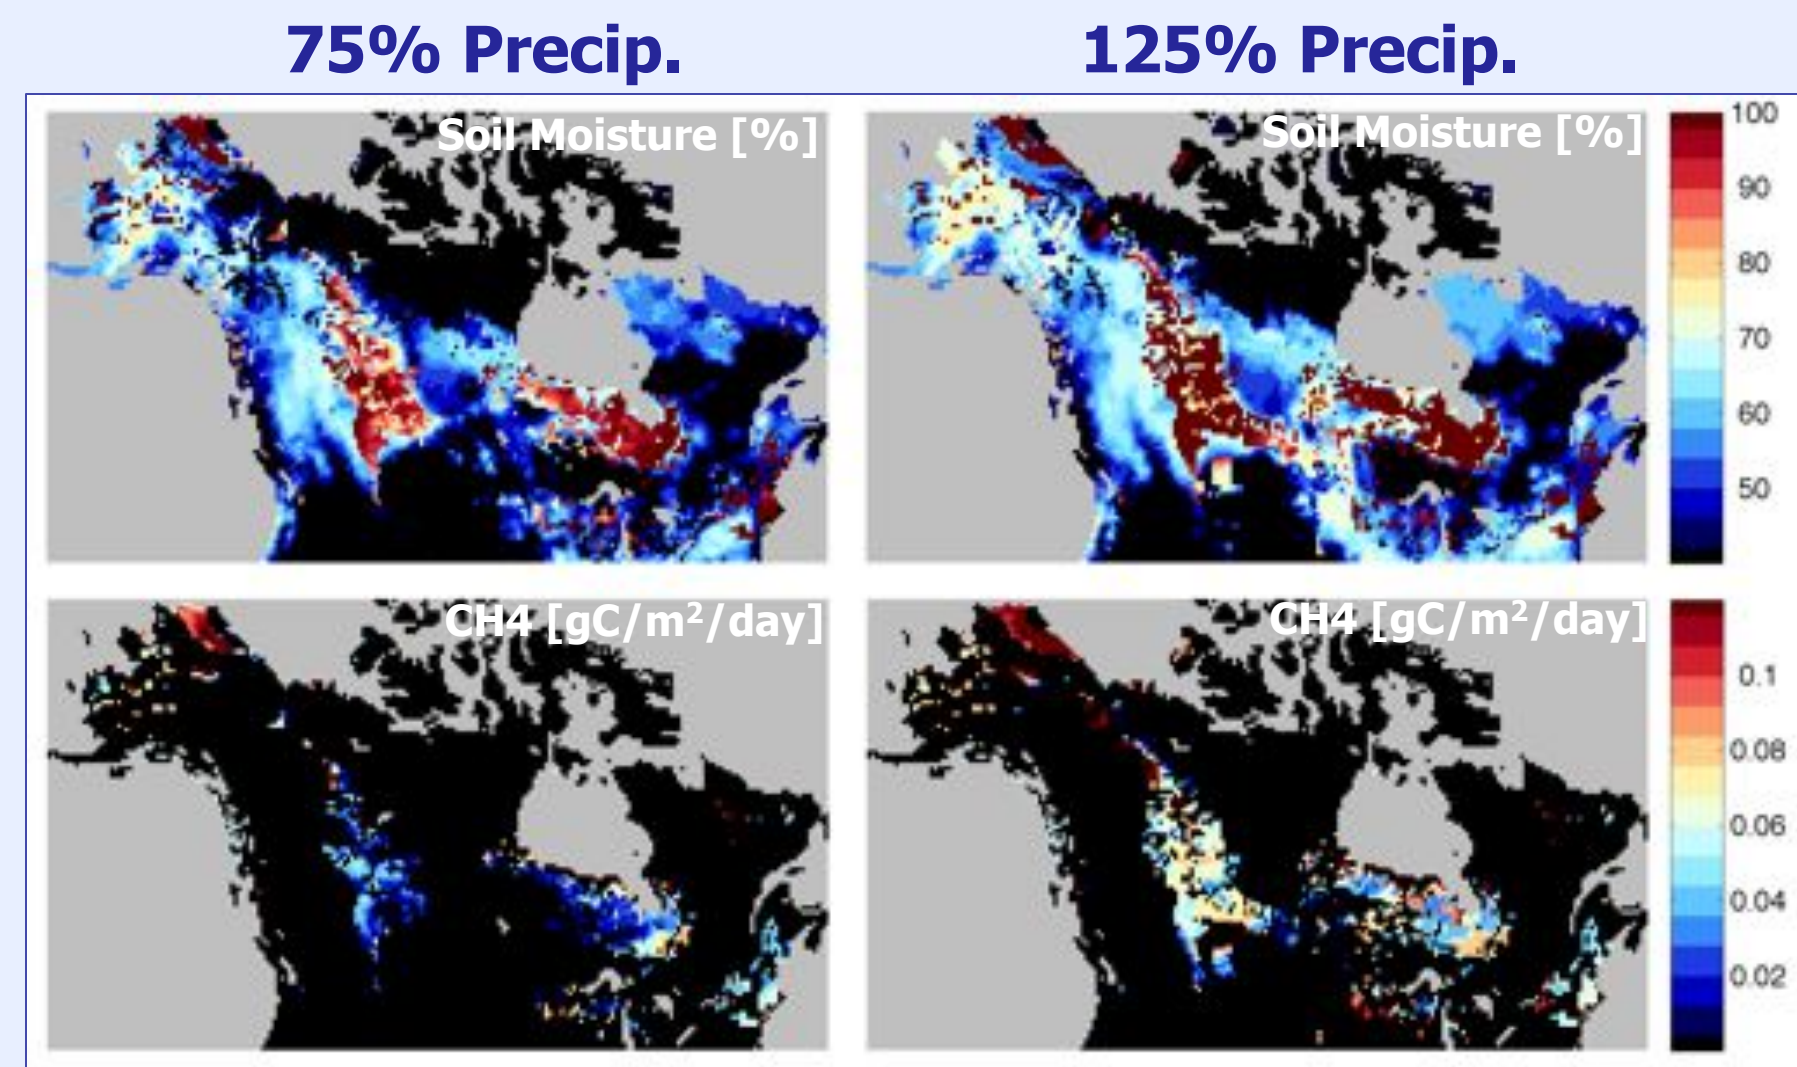 75% Precip.
125% Precip.
Soil Moisture [%]
Soil Moisture [%]
100
90
80
70
60
50
CH4 [gC/m²/day]
CH4 [gC/m²/day]
0.1
0.08
0.06
0.04
0.02